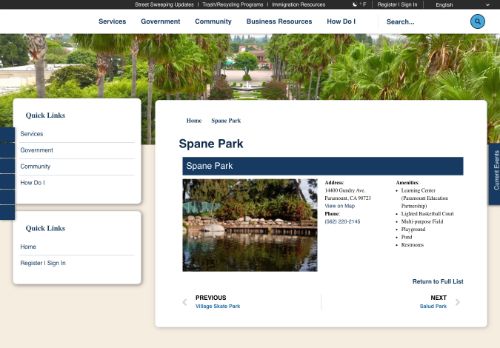 Street Sweeping Updates | Trash/Recycling Programs | Immigration Resources
° F
Register | Sign In
English
Services
Government
Community
Business Resources
How Do I
Search...
Quick Links
Services
Government
Community
How Do I
Quick Links
Home
Register | Sign In
Home
Spane Park
Spane Park
Spane Park
Address:
14400 Gundry Ave.
Paramount, CA 90723
View on Map
Phone:
(562) 220-2145
Amenities:
Learning Center
(Paramount Education
Partnership)
Lighted Basketball Court
Multi-purpose Field
Playground
Pond
Restrooms
Return to Full List
PREVIOUS
Village Skate Park
NEXT
Salud Park
Current Events